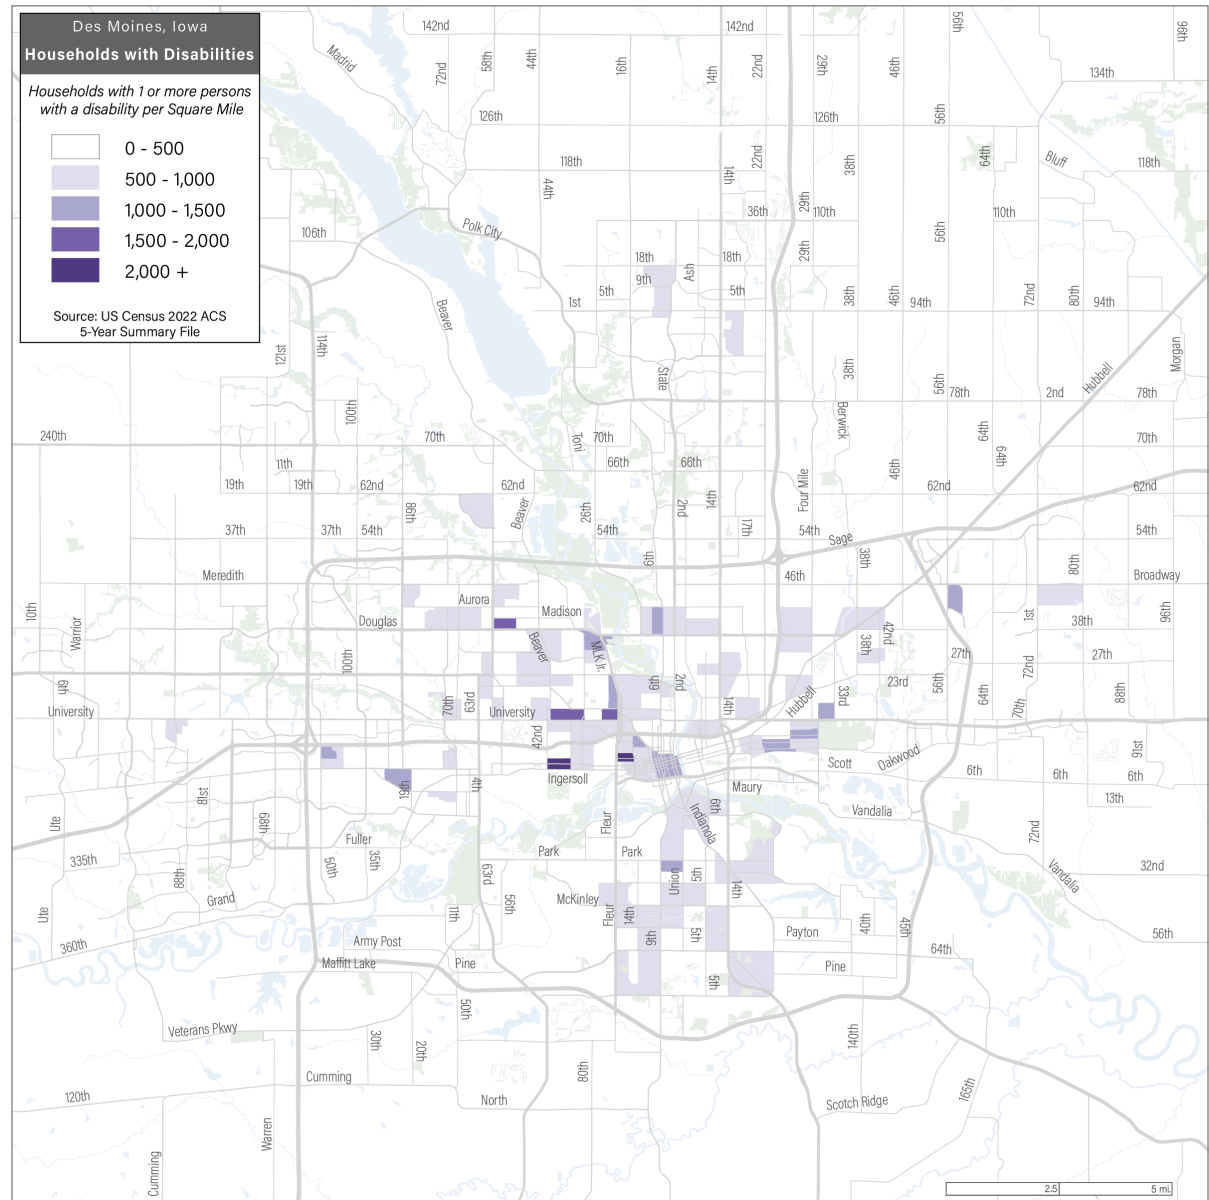 Des Moines, Iowa
Households with Disabilities
Households with 1 or more persons
with a disability per Square Mile
0 - 500
500 - 1,000
1,000 - 1,500
1,500 - 2,000
2,000 +
Source: US Census 2022 ACS
5-Year Summary File
142nd
142nd
56th
96th
Madrid
72nd
58th
44th
16th
14th
22nd
29th
46th
134th
126th
126th
56th
118th
22nd
38th
64th
Bluff
118th
44th
14th
29th
36th
110th
110th
Morgan
106th
Polk City
56th
18th
18th
29th
9th
Ash
1st
5th
5th
38th
46th
94th
72nd
80th
94th
Beaver
121st
114th
State
38th
56th
78th
2nd
Hubbell
78th
Morgan
100th
Berwick
240th
70th
Toni
70th
64th
64th
70th
11th
66th
66th
46th
19th
19th
62nd
62nd
Four Mile
62nd
62nd
86th
Beaver
26th
2nd
14th
37th
37th
54th
54th
17th
54th
Sage
54th
6th
38th
80th
Meredith
46th
Broadway
10th
Aurora
Madison
1st
96th
Warrior
Douglas
38th
42nd
38th
100th
Beaver
MLK Jr.
27th
72nd
27th
6th
6th
2nd
23rd
56th
64th
88th
University
70th
63rd
University
14th
Hubbell
33rd
70th
42nd
91st
Scott
Oakwood
Ingersoll
6th
6th
6th
81st
19th
4th
Maury
13th
6th
Vandalia
Ute
68th
Fleur
Indianola
Fuller
72nd
335th
50th
35th
Park
Park
32nd
88th
63rd
Union
5th
14th
Vandalia
Grand
56th
McKinley
Ute
11th
Fleur
14th
40th
45th
360th
Army Post
9th
5th
Payton
56th
64th
Maffitt Lake
Pine
Pine
5th
50th
Veterans Pkwy
30th
20th
140th
80th
Cumming
120th
North
Scotch Ridge
165th
Warren
Cumming
2.5
5 mi.